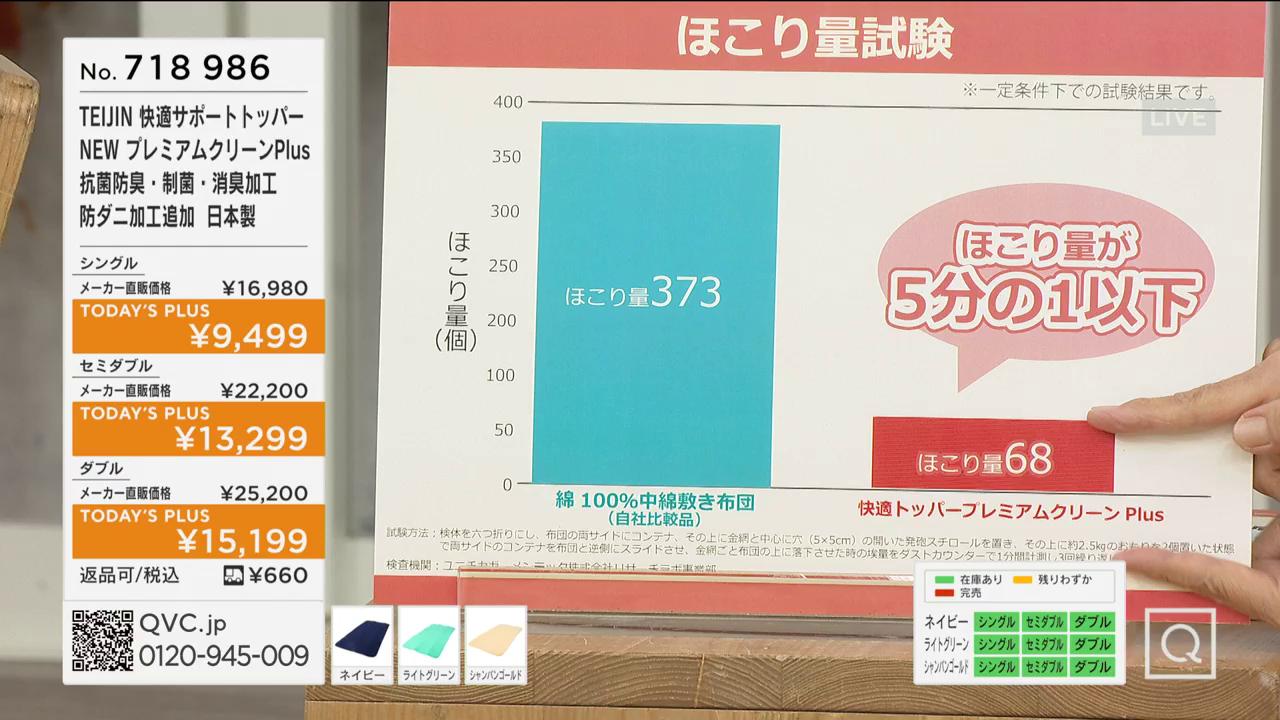 No. 718 986
TEIJIN 快適サポートトッパー
NEW プレミアムクリーンPlus
抗菌防臭・制菌・消臭加工
防ダニ加工追加 日本製
シングル
メーカー直販価格 ¥16,980
TODAY'S PLUS
¥9,499
セミダブル
メーカー直販価格 ¥22,200
TODAY'S PLUS
¥13,299
ダブル
メーカー直販価格 ¥25,200
TODAY'S PLUS
¥15,199
返品可/税込 ¥660
QVC.jp
0120-945-009
ネイビー
ライトグリーン
シャンパンゴールド
ほこり量試験
※一定条件下での試験結果です。
LIVE
400
350
300
250
200
100
50
0
ほこり量(個)
ほこり量373
ほこり量が
5分の1以下
ほこり量68
綿 100%中綿敷き布団
(自社比較品)
快適トッパープレミアムクリーン Plus
試験方法:検体を六つ折りにし、布団の両サイドにコンテナ、その上に金網と中心に穴(5×5cm)の開いた発砲スチロールを置き、その上に約2.5kgのおもりを2個置いた状態
で両サイドのコンテナを布団と逆側にスライドさせ、金網ごと布団の上に落下させた時の埃量をダストカウンターで1分間計測し3回繰り返し
検査機関:
在庫あり 残りわずか
完売
ネイビー シングル セミダブル ダブル
ライトグリーン シングル セミダブル ダブル
シャンパンゴールド シングル セミダブル ダブル
Q